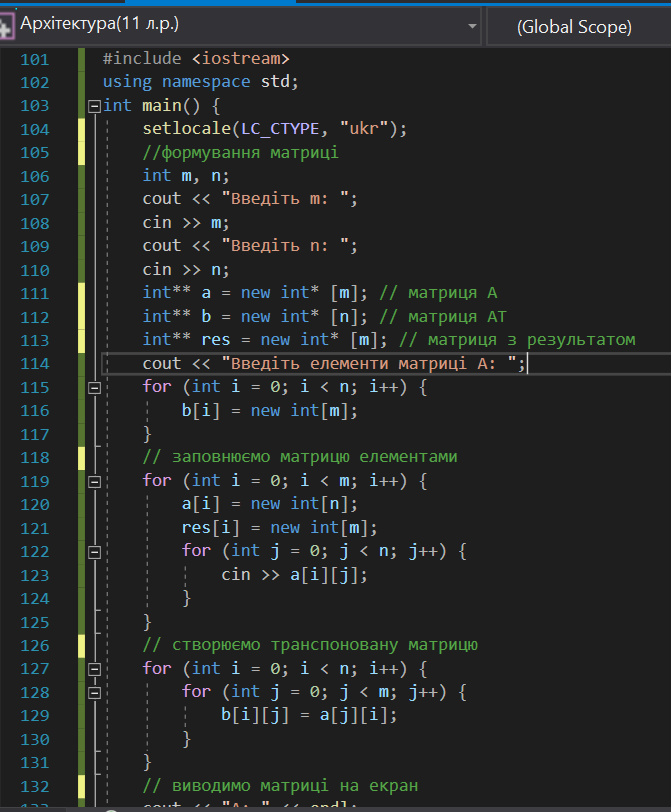 Архітектура(11 л.р.)
(Global Scope)
101 #include <iostream>
102 using namespace std;
103 int main() {
104 setlocale(LC_CTYPE, "ukr");
105 //формування матриці
106 int m, n;
107 cout << "Введіть m: ";
108 cin >> m;
109 cout << "Введіть n: ";
110 cin >> n;
111 int** a = new int* [m]; // матриця А
112 int** b = new int* [n]; // матриця АТ
113 int** res = new int* [m]; // матриця з результатом
114 cout << "Введіть елементи матриці А: ";
115 for (int i = 0; i < n; i++) {
116 b[i] = new int[m];
117 }
118 // заповнюємо матрицю елементами
119 for (int i = 0; i < m; i++) {
120 a[i] = new int[n];
121 res[i] = new int[m];
122 for (int j = 0; j < n; j++) {
123 cin >> a[i][j];
124 }
125 }
126 // створюємо транспоновану матрицю
127 for (int i = 0; i < n; i++) {
128 for (int j = 0; j < m; j++) {
129 b[i][j] = a[j][i];
130 }
131 }
132 // виводимо матриці на екран